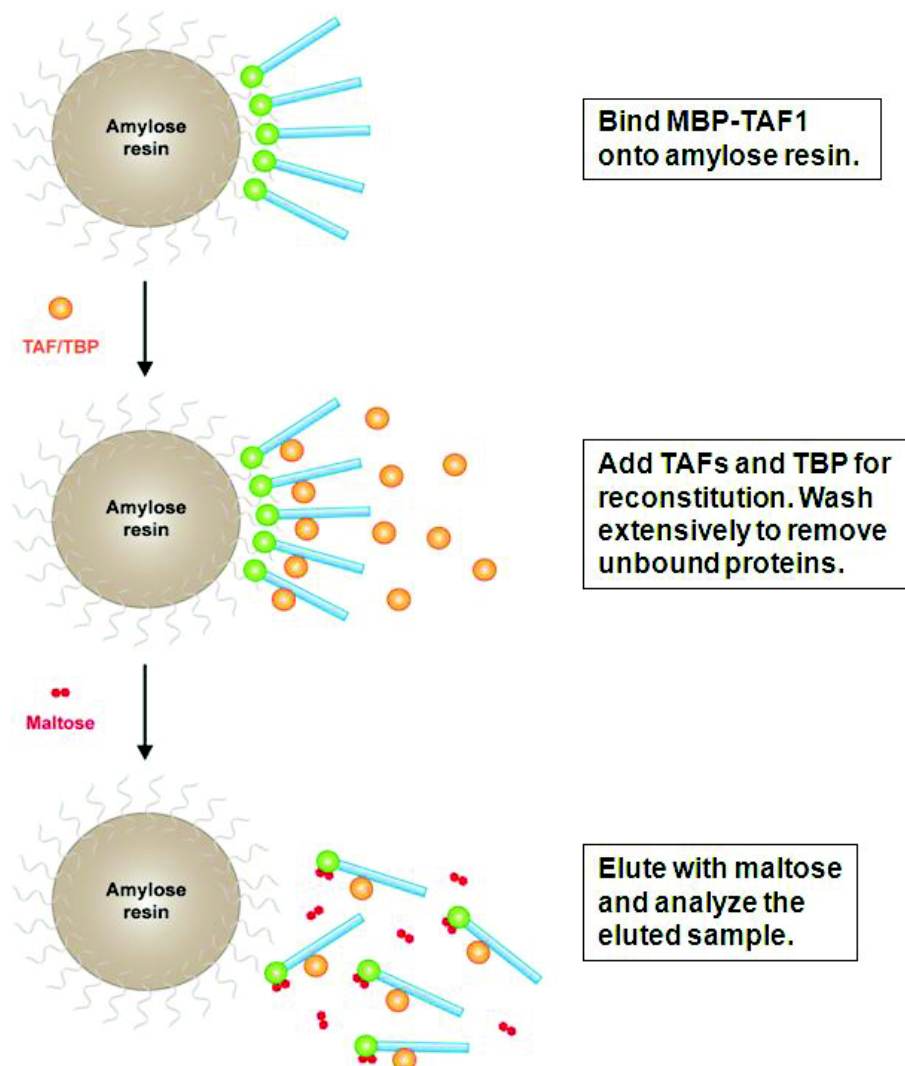 Amylose
resin
Bind MBP-TAF1
onto amylose resin.
TAF/TBP
Amylose
resin
Add TAFs and TBP for
reconstitution. Wash
extensively to remove
unbound proteins.
Maltose
Amylose
resin
Elute with maltose
and analyze the
eluted sample.